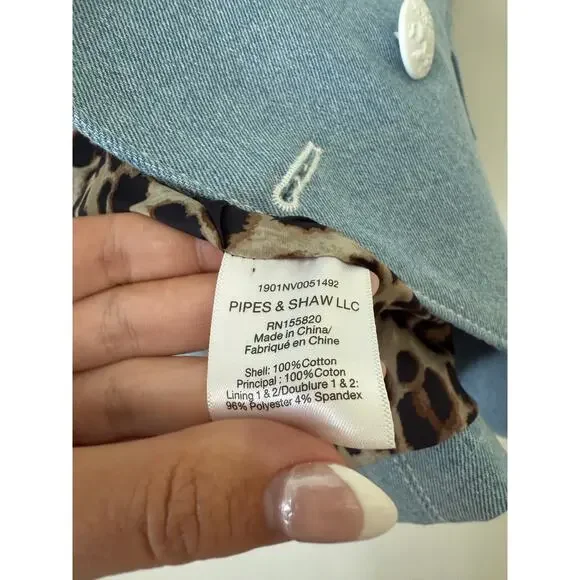 1901NV0051492
PIPES & SHAW LLC
RN155820
Made in China/
Fabriqué en Chine
Shell: 100%Cotton
Principal : 100%Coton
Lining 1 & 2/Doublure 1 & 2:
96% Polyester 4% Spandex